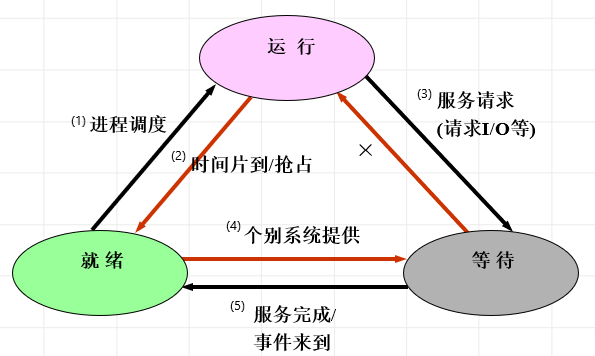 运 行
(1) 进程调度
(2) 时间片到/抢占
(3) 服务请求
(请求I/O等)
×
(4) 个别系统提供
就 绪
等 待
(5) 服务完成/
事件来到